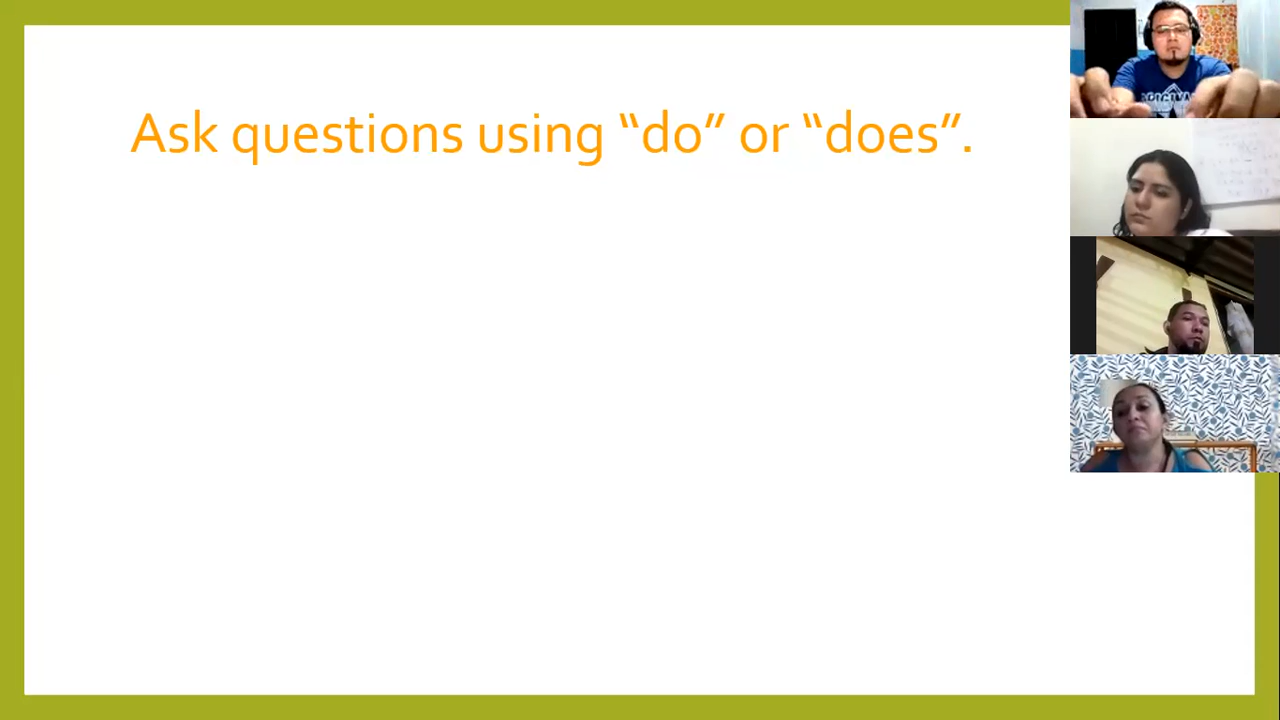 Ask questions using “do” or “does”.